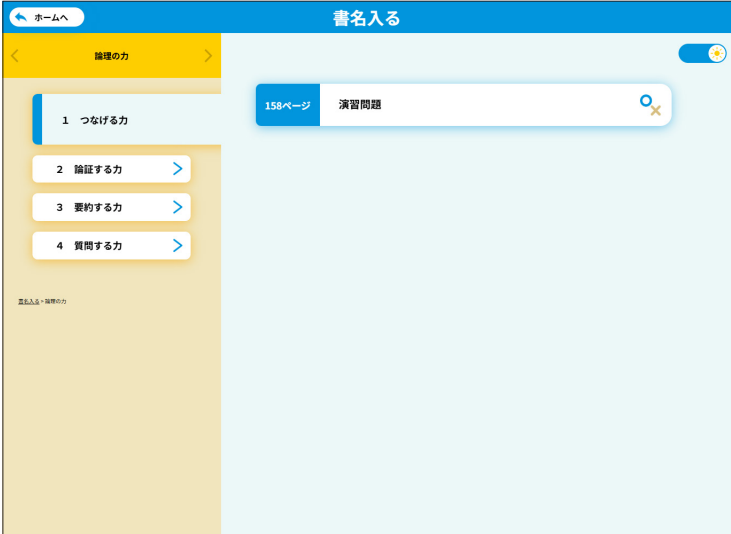 ホームへ
書名入る
論理の力
1 つなげる力
2 論証する力
3 要約する力
4 質問する力
書名入る > 論理の力
158ページ
演習問題